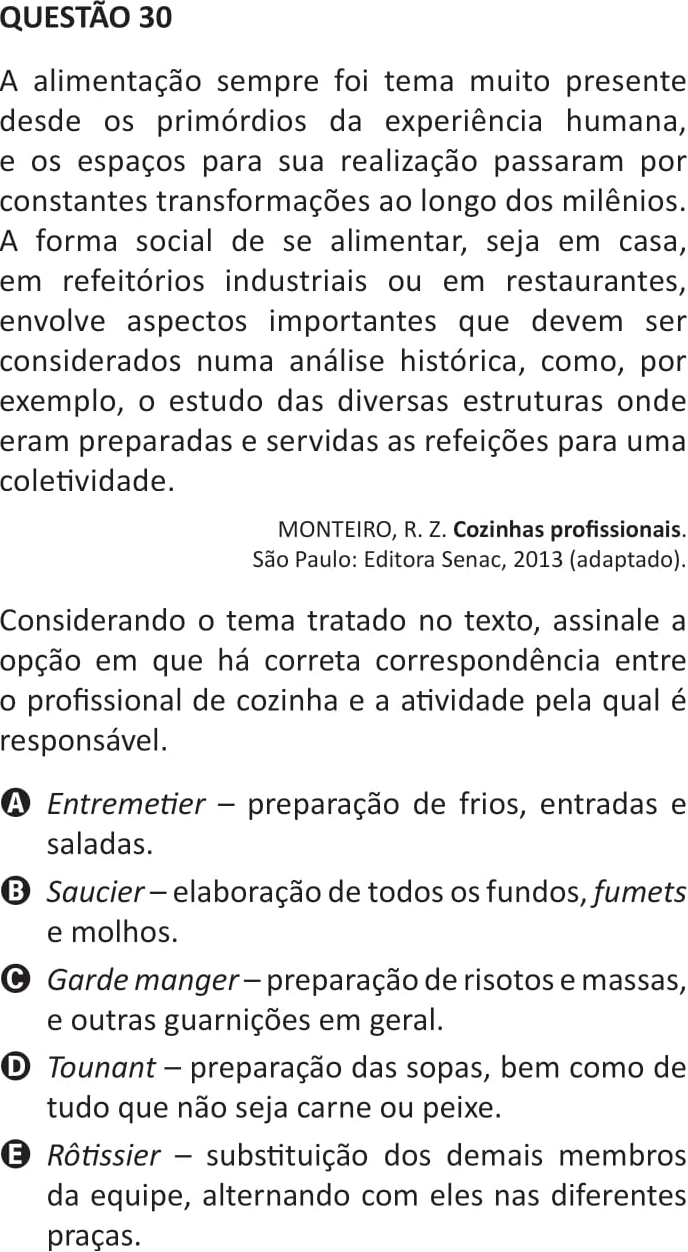 QUESTÃO 30
A alimentação sempre foi tema muito presente
desde os primórdios da experiência humana,
e os espaços para sua realização passaram por
constantes transformações ao longo dos milênios.
A forma social de se alimentar, seja em casa,
em refeitórios industriais ou em restaurantes,
envolve aspectos importantes que devem ser
considerados numa análise histórica, como, por
exemplo, o estudo das diversas estruturas onde
eram preparadas e servidas as refeições para uma
coletividade.
MONTEIRO, R. Z. Cozinhas profissionais.
São Paulo: Editora Senac, 2013 (adaptado).
Considerando o tema tratado no texto, assinale a
opção em que há correta correspondência entre
o profissional de cozinha e a atividade pela qual é
responsável.
A Entremetier – preparação de frios, entradas e
saladas.
B Saucier – elaboração de todos os fundos, fumets
e molhos.
C Garde manger – preparação de risotos e massas,
e outras guarnições em geral.
D Tounant – preparação das sopas, bem como de
tudo que não seja carne ou peixe.
E Rôtissier – substituição dos demais membros
da equipe, alternando com eles nas diferentes
praças.